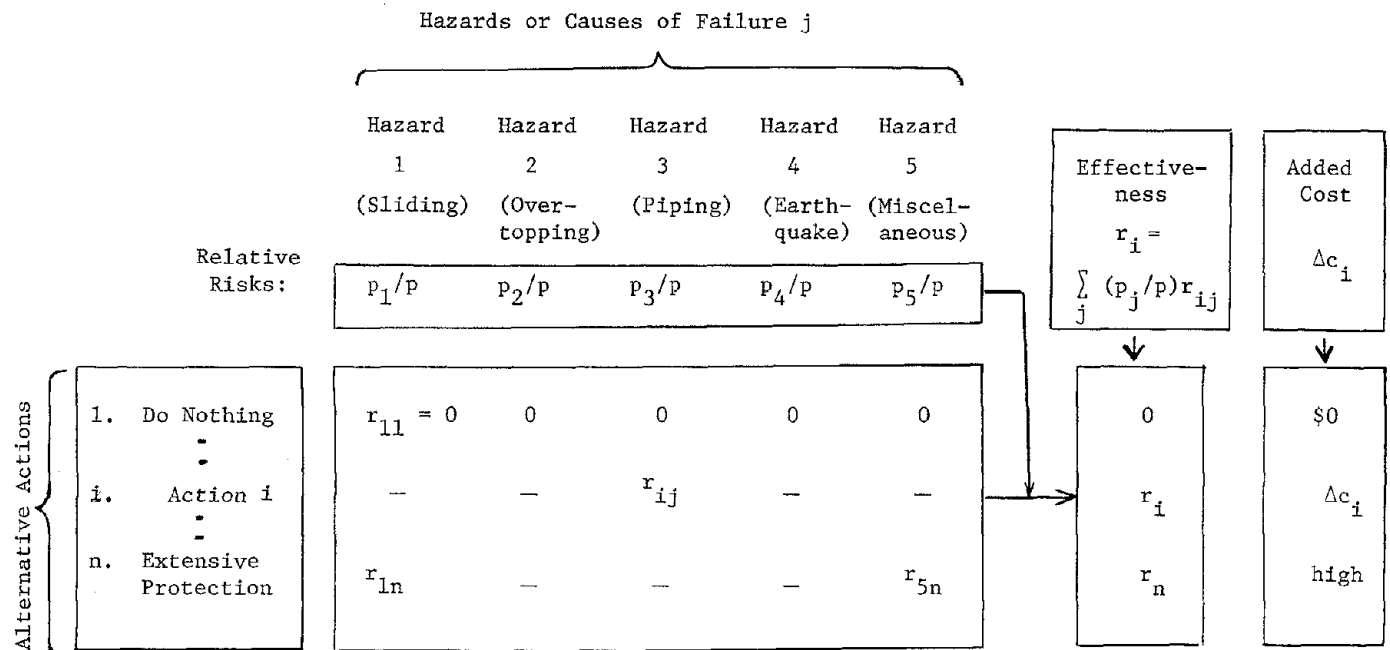 Hazards or Causes of Failure j
Hazard Hazard Hazard Hazard Hazard
1 2 3 4 5
(Sliding) (Over- (Piping) (Earth- (Miscel-
topping) quake) aneous)
Effective-
ness
r_i =
∑_j (p_j/p)r_ij
Added
Cost
Δc_i
Relative
Risks: p_1/p p_2/p p_3/p p_4/p p_5/p
Alternative Actions
1. Do Nothing r_11 = 0 0 0 0 0 0 $0
i. Action i — — r_ij — — r_i Δc_i
n. Extensive
Protection r_1n — — — r_5n r_n high